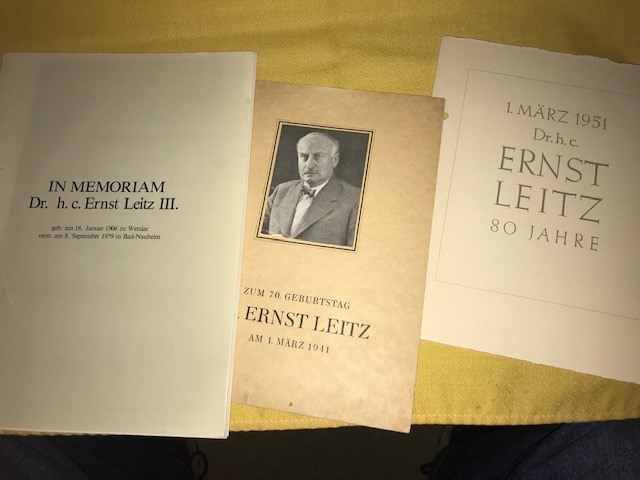 IN MEMORIAM
Dr. h. c. Ernst Leitz III.
geb. am 16. Januar 1906 zu Wetzlar
verst. am 8. September 1979 in Bad-Nauheim
ZUM 70. GEBURTSTAG
. ERNST LEITZ
AM 1. MÄRZ 1941
1. MÄRZ 1951
Dr. h. c.
ERNST
LEITZ
80 JAHRE